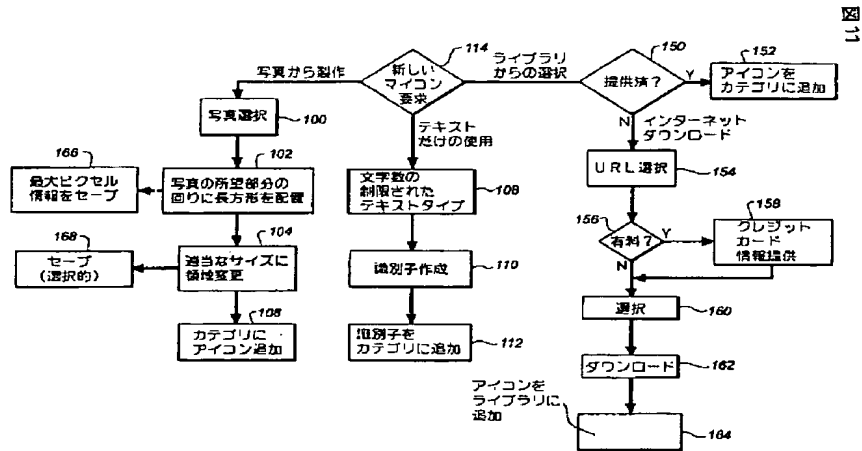 図11
114
新しい
マイコン
要求
写真から製作
ライブラリ
からの選択
150
提供済?
Y
152
アイコンを
カテゴリに追加
写真選択
100
テキスト
だけの使用
N
インターネット
ダウンロード
166
最大ピクセル
情報をセーブ
102
写真の所望部分の
回りに長方形を配置
文字数の
制限された
テキストタイプ
108
URL選択
154
156
有料?
Y
N
158
クレジット
カード
情報提供
168
セーブ
(選択的)
104
適当なサイズに
領域変更
識別子作成
110
選択
160
108
カテゴリに
アイコン追加
識別子を
カテゴリに追加
112
ダウンロード
162
アイコンを
ライブラリに
追加
164